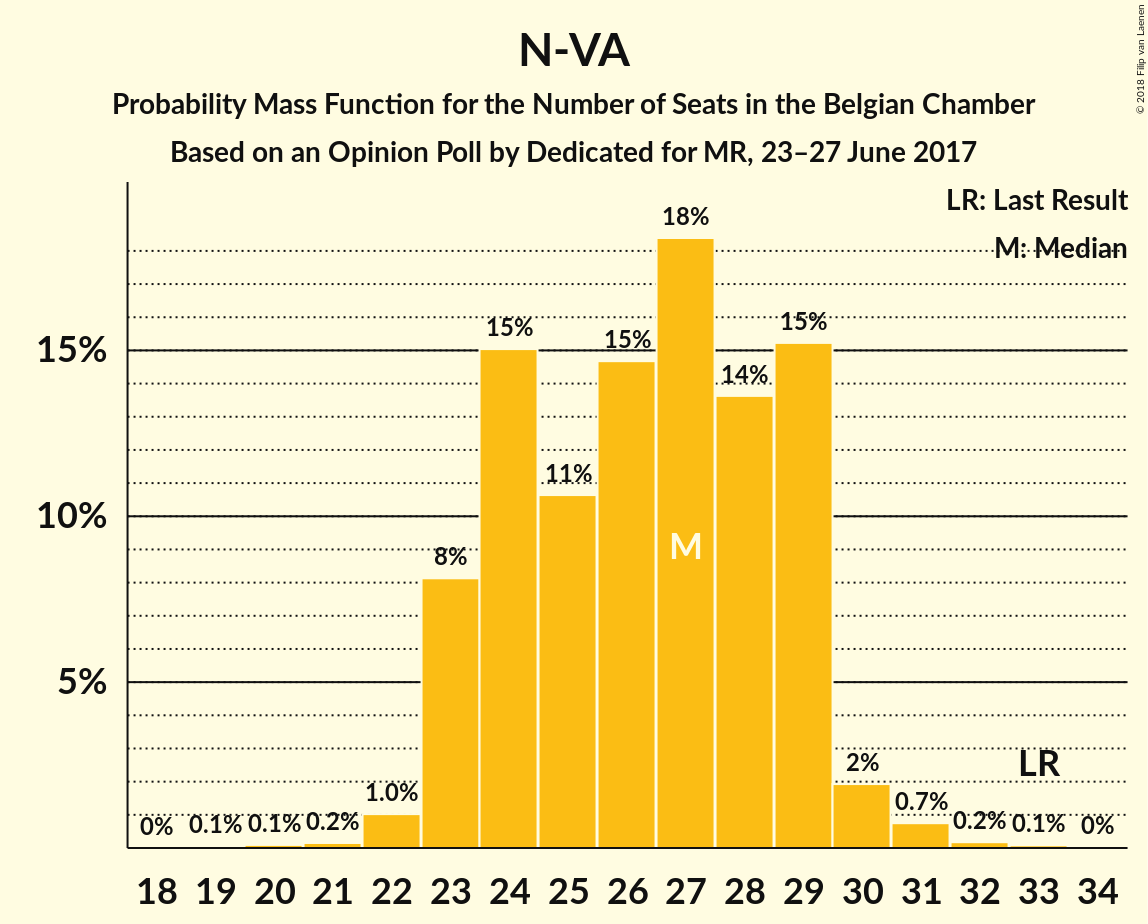 N-VA
Probability Mass Function for the Number of Seats in the Belgian Chamber
Based on an Opinion Poll by Dedicated for MR, 23–27 June 2017
© 2018 Filip van Laenen
LR: Last Result
M: Median
15%
10%
5%
0%
0.1%
0.1%
0.2%
1.0%
8%
15%
11%
15%
18%
14%
15%
2%
0.7%
0.2%
0.1%
0%
M
LR
18 19 20 21 22 23 24 25 26 27 28 29 30 31 32 33 34